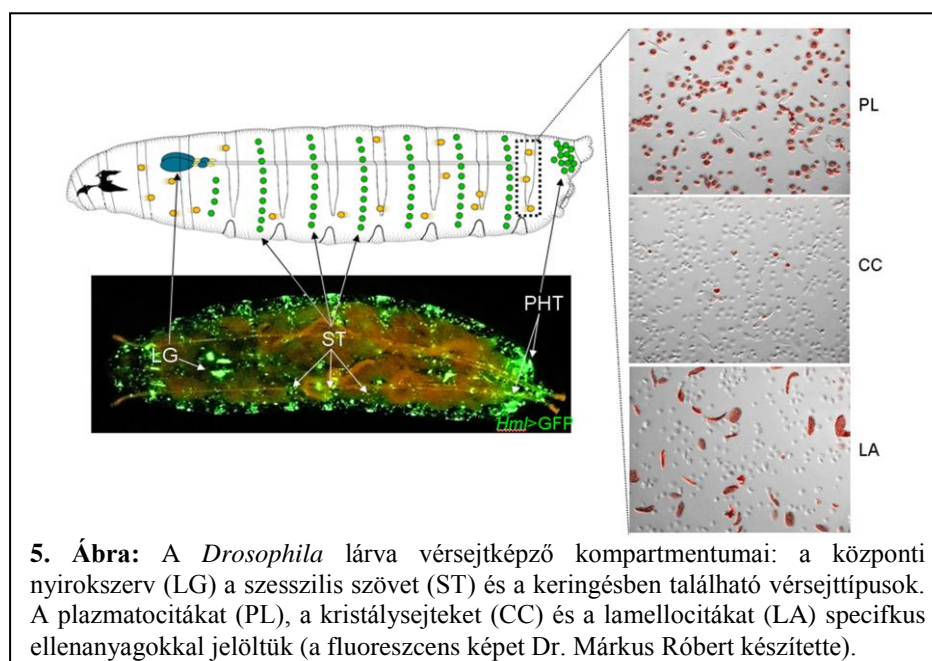 PL
CC
LA
LG
ST
PHT
Hml>GFP
5. Ábra: A Drosophila lárva vérsejtképző kompartmentumai: a központi
nyirokszerv (LG) a szesszilis szövet (ST) és a keringésben található vérsejttípusok.
A plazmatocitákat (PL), a kristálysejteket (CC) és a lamellocitákat (LA) specifkus
ellenanyagokkal jelöltük (a fluoreszcens képet Dr. Márkus Róbert készítette).